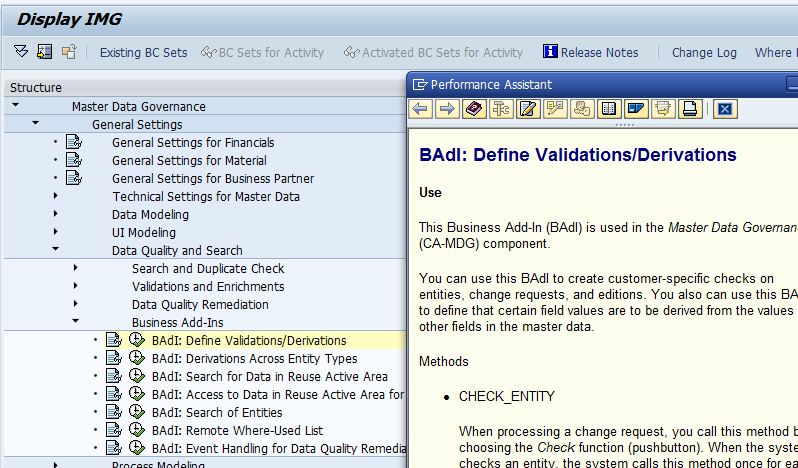 Display IMG
Existing BC Sets BC Sets for Activity Activated BC Sets for Activity Release Notes Change Log Where
Structure
Master Data Governance
General Settings
General Settings for Financials
General Settings for Material
General Settings for Business Partner
Technical Settings for Master Data
Data Modeling
UI Modeling
Data Quality and Search
Search and Duplicate Check
Validations and Enrichments
Data Quality Remediation
Business Add-Ins
BAdI: Define Validations/Derivations
BAdI: Derivations Across Entity Types
BAdI: Search for Data in Reuse Active Area
BAdI: Access to Data in Reuse Active Area for
BAdI: Search of Entities
BAdI: Remote Where-Used List
BAdI: Event Handling for Data Quality Remedia
Process Modeling
Performance Assistant
BAdI: Define Validations/Derivations
Use
This Business Add-In (BAdI) is used in the Master Data Governan
(CA-MDG) component.
You can use this BAdI to create customer-specific checks on
entities, change requests, and editions. You also can use this BA
to define that certain field values are to be derived from the values
other fields in the master data.
Methods
• CHECK_ENTITY
When processing a change request, you call this method b
choosing the Check function (pushbutton). When the syste
checks an entity, the system calls this method once for ea